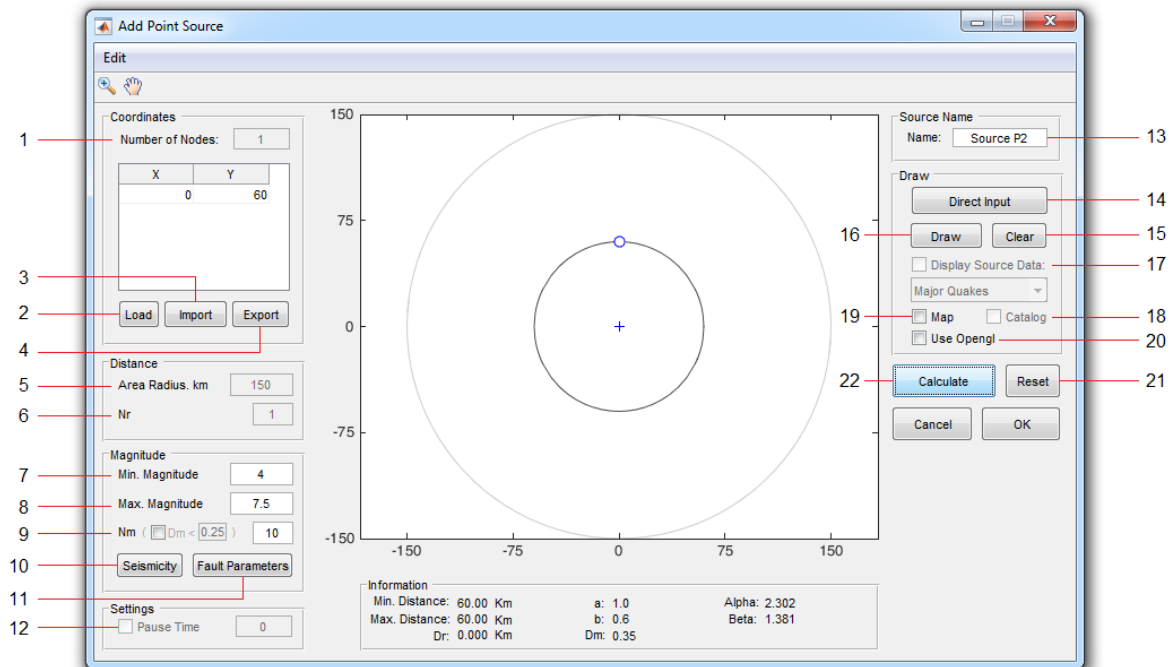 Add Point Source
Edit
Coordinates
1
Number of Nodes: 1
X Y
0 60
3
2
Load Import Export
4
Distance
5
Area Radius. km 150
6
Nr 1
Magnitude
7
Min. Magnitude 4
8
Max. Magnitude 7.5
9
Nm ( Dm < 0.25 ) 10
10
Seismicity Fault Parameters
11
Settings
12
Pause Time 0
150
75
0
-75
-150
-150 -75 0 75 150
Information
Min. Distance: 60.00 Km a: 1.0 Alpha: 2.302
Max. Distance: 60.00 Km b: 0.6 Beta: 1.381
Dr: 0.000 Km Dm: 0.35
Source Name
Name: Source P2 13
Draw
Direct Input 14
16 Draw Clear 15
Display Source Data: 17
Major Quakes
19 Map Catalog 18
Use Opengl 20
22 Calculate Reset 21
Cancel OK